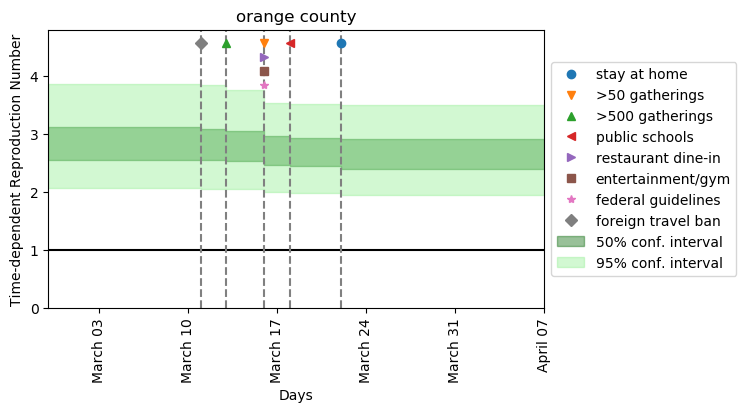 orange county
Time-dependent Reproduction Number
4
3
2
1
0
March 03
March 10
March 17
March 24
March 31
April 07
Days
stay at home
>50 gatherings
>500 gatherings
public schools
restaurant dine-in
entertainment/gym
federal guidelines
foreign travel ban
50% conf. interval
95% conf. interval